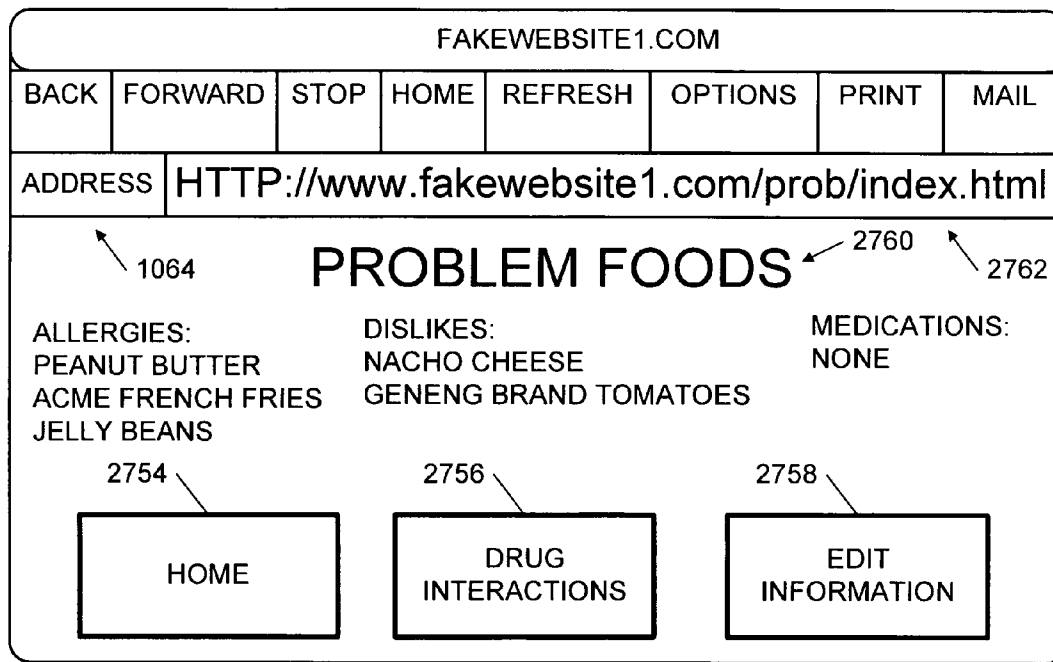 FAKEWEBSITE1.COM
BACK FORWARD STOP HOME REFRESH OPTIONS PRINT MAIL
ADDRESS HTTP://www.fakewebsite1.com/prob/index.html
1064 PROBLEM FOODS 2760 2762
ALLERGIES:
PEANUT BUTTER
ACME FRENCH FRIES
JELLY BEANS
DISLIKES:
NACHO CHEESE
GENENG BRAND TOMATOES
MEDICATIONS:
NONE
2754 2756 2758
HOME
DRUG
INTERACTIONS
EDIT
INFORMATION